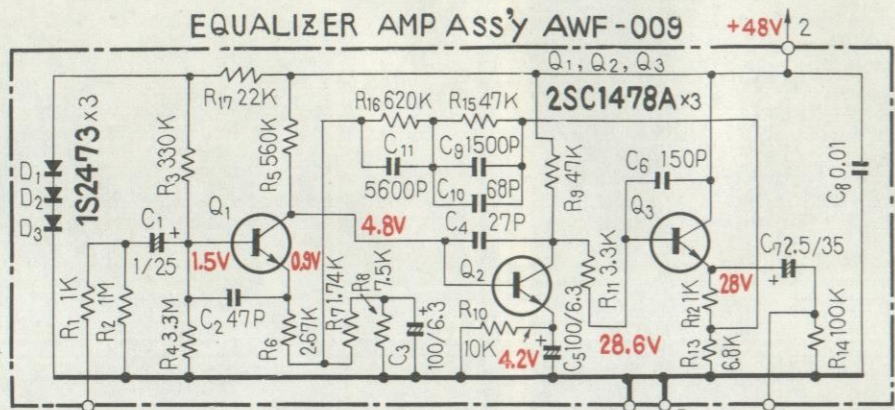 EQUALIZER AMP ASS'Y AWF-009
+48V
2
Q1, Q2, Q3
2SC1478A×3
R17 22K
R16 620K
R15 47K
1S2473×3
R3 330K
R5 560K
C11
5600P
C9 1500P
C10
68P
R9 47K
C6 150P
C8 0.01
D1
D2
D3
C1
+
1/25
Q1
4.8V
C4
27P
Q3
1.5V
0.9V
Q2
R11 3.3K
28V
C7 2.5/35
+
R1 1K
R2 1M
R4 3.3M
C2 47P
R6
2.67K
R7 1.74K
R8
7.5K
C3
+
100/6.3
R10
10K
4.2V
+
C5 100/6.3
28.6V
R12 1K
R13
6.8K
R14 100K